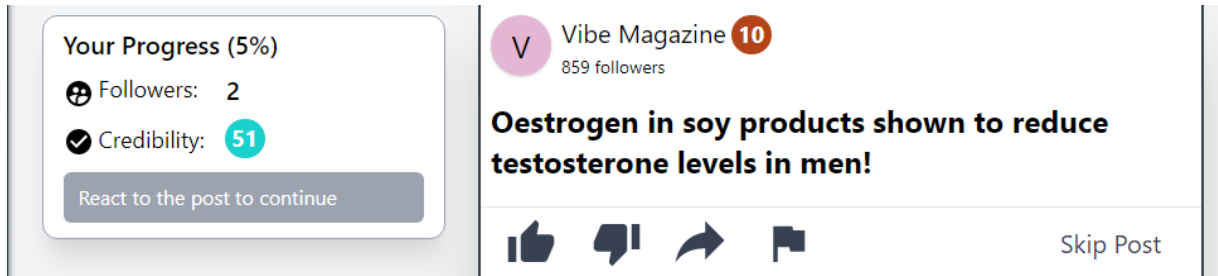 Your Progress (5%)
Followers: 2
Credibility: 51
React to the post to continue
V
Vibe Magazine 10
859 followers
Oestrogen in soy products shown to reduce
testosterone levels in men!
Skip Post